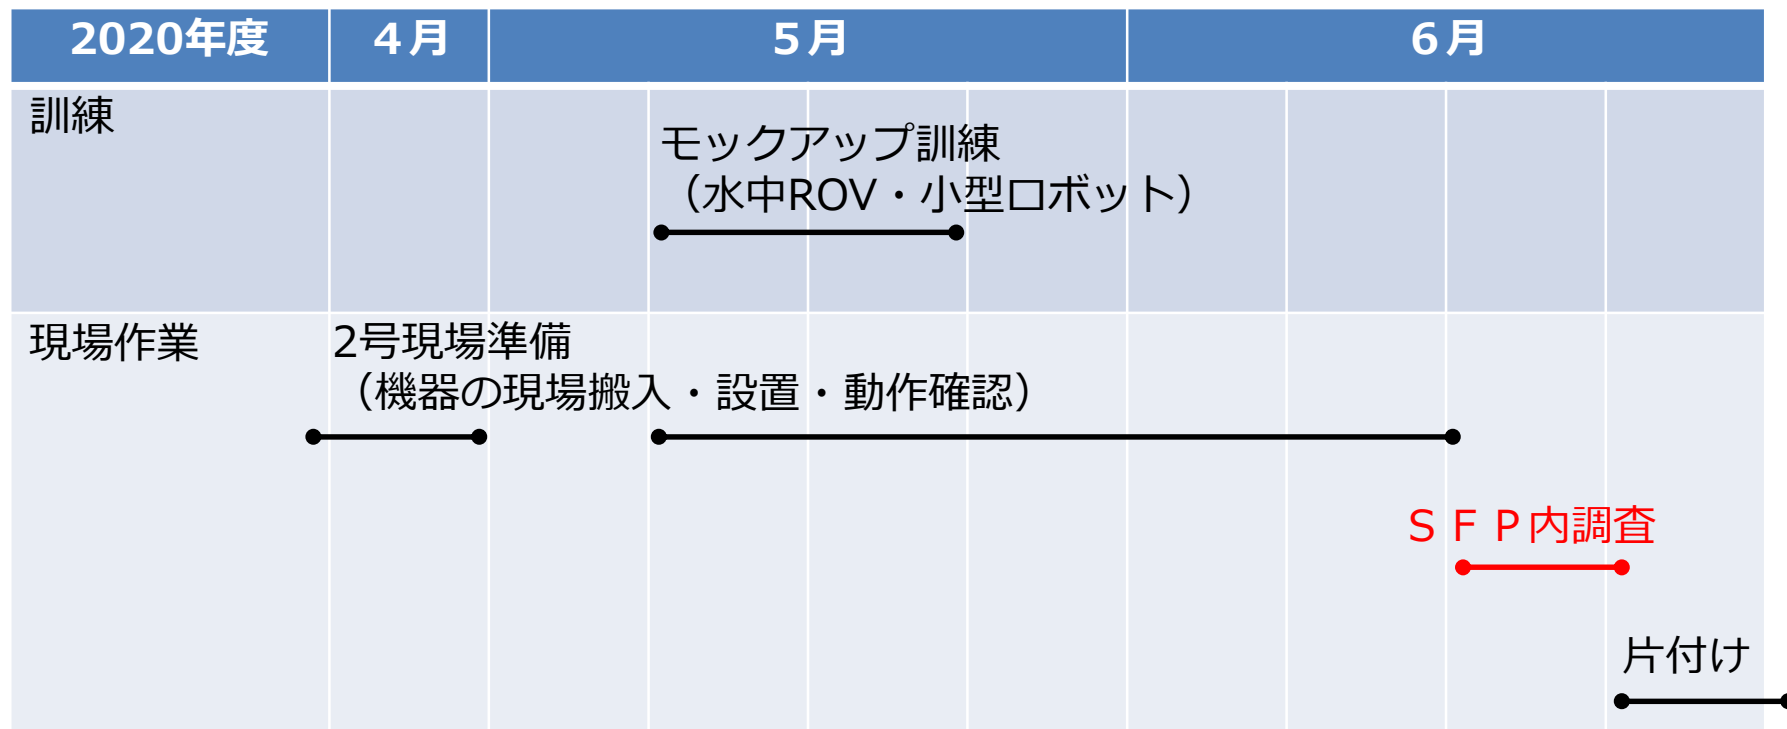 2020年度
４月
５月
６月
訓練
モックアップ訓練
（水中ROV・小型ロボット）
現場作業
2号現場準備
（機器の現場搬入・設置・動作確認）
ＳＦＰ内調査
片付け